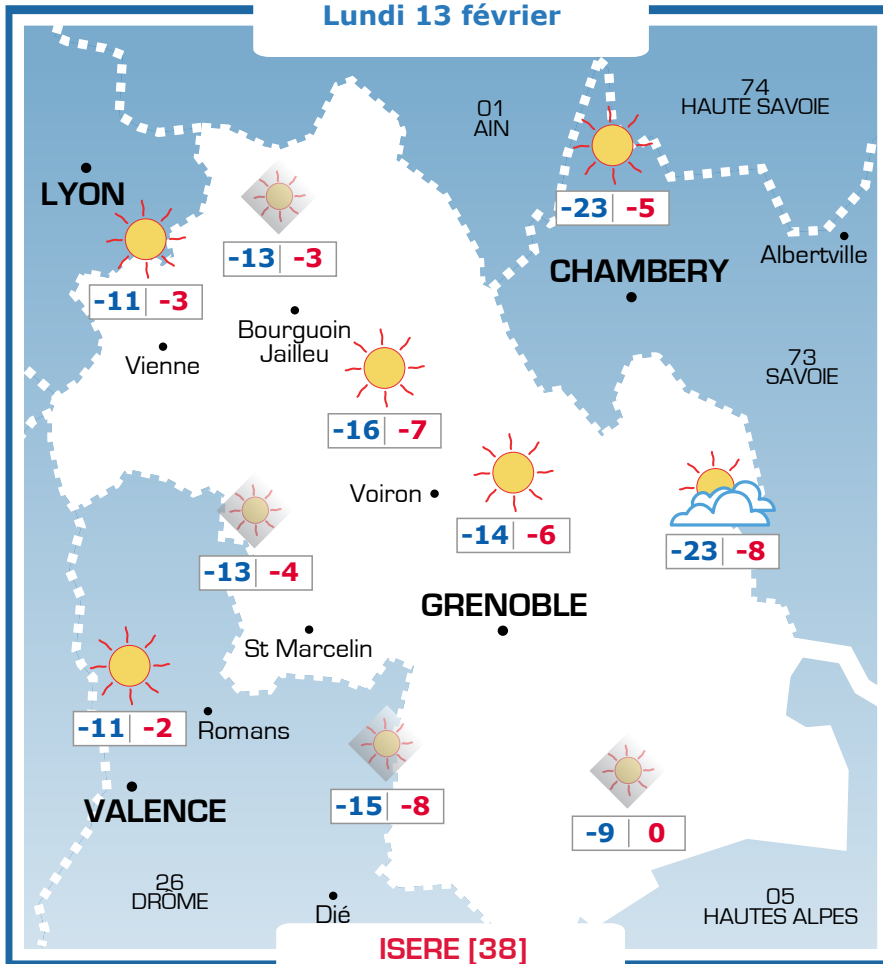 Lundi 13 février
74
HAUTE SAVOIE
01
AIN
LYON
-23 -5
-13 -3
Albertville
CHAMBERY
-11 -3
Bourguoin
Jailleu
Vienne
73
SAVOIE
-16 -7
Voiron
-14 -6
-23 -8
-13 -4
GRENOBLE
St Marcelin
-11 -2
Romans
-15 -8
VALENCE
-9 0
26
DRÔME
Dié
05
HAUTES ALPES
ISERE [38]